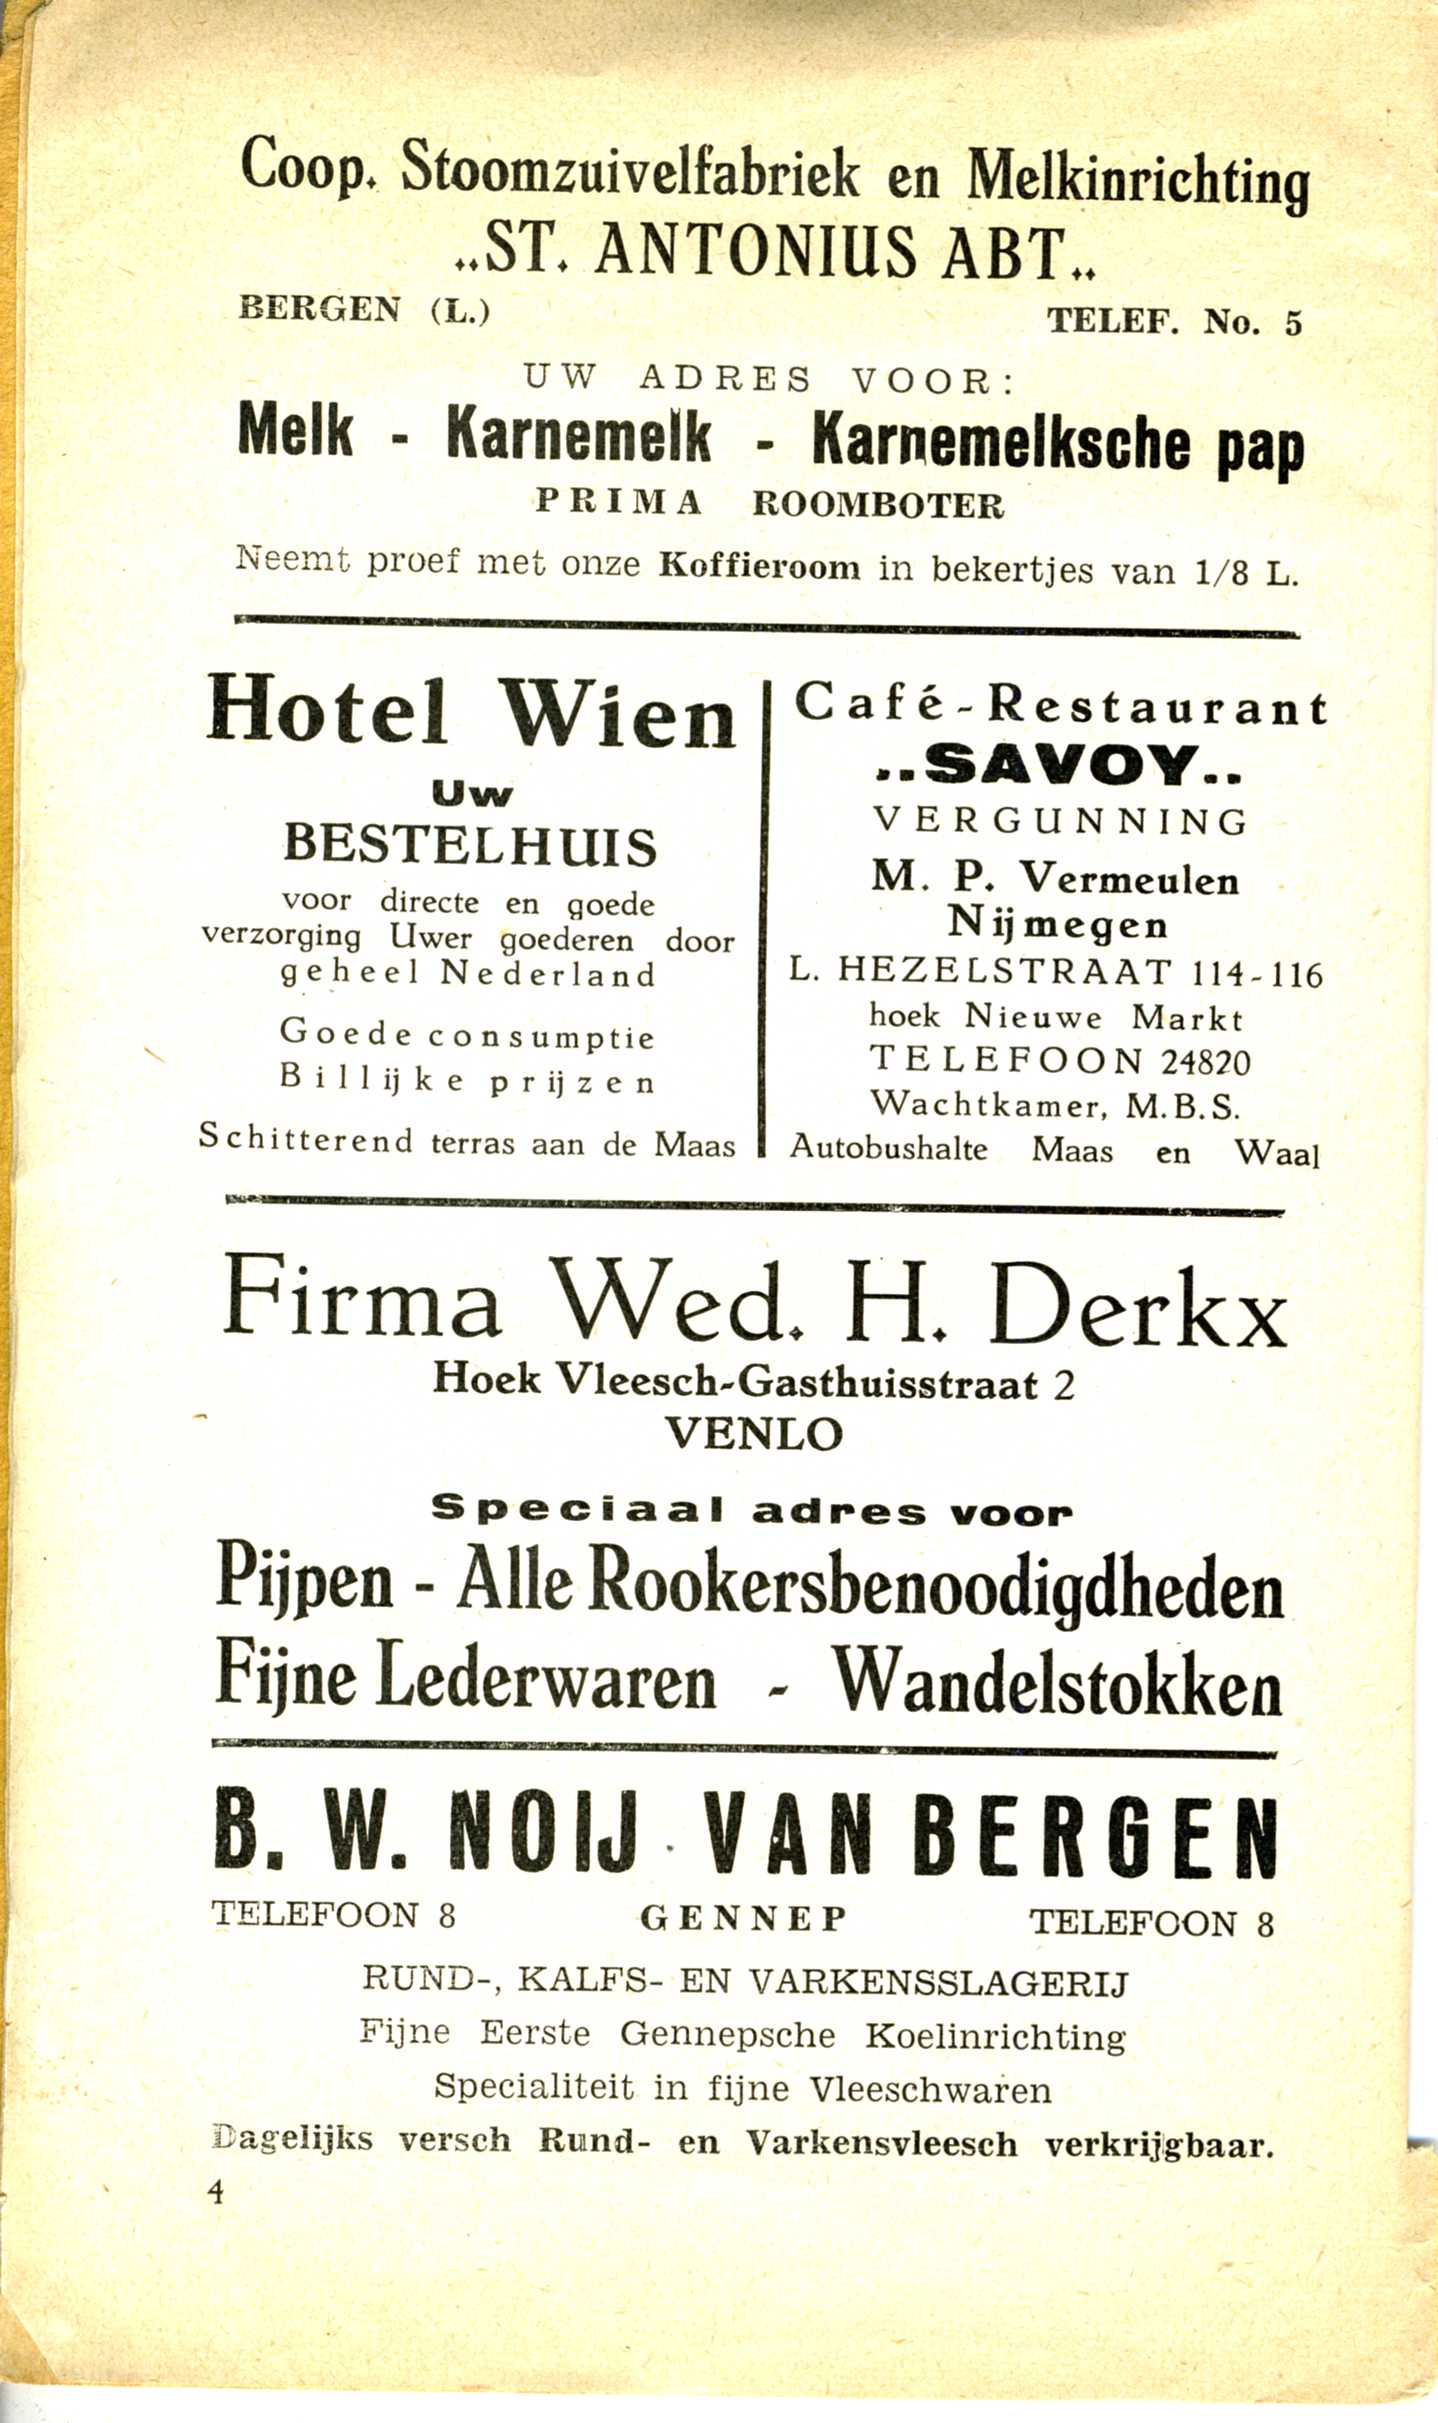 Coop. Stoomzuivelfabriek en Melkinrichting
„ST. ANTONIUS ABT„
BERGEN (L.) TELEF. No. 5
UW ADRES VOOR:
Melk - Karnemelk - Karnemelksche pap
PRIMA ROOMBOTER
Neemt proef met onze Koffieroom in bekertjes van 1/8 L.
Hotel Wien
Uw
BESTELHUIS
voor directe en goede
verzorging Uwer goederen door
geheel Nederland
Goede consumptie
Billijke prijzen
Schitterend terras aan de Maas
Café-Restaurant
„SAVOY„
VERGUNNING
M. P. Vermeulen
Nijmegen
L. HEZELSTRAAT 114-116
hoek Nieuwe Markt
TELEFOON 24820
Wachtkamer, M.B.S.
Autobushalte Maas en Waal
Firma Wed. H. Derkx
Hoek Vleesch-Gasthuisstraat 2
VENLO
Speciaal adres voor
Pijpen - Alle Rookersbenoodigdheden
Fijne Lederwaren - Wandelstokken
B. W. NOIJ - VAN BERGEN
TELEFOON 8 GENNEP TELEFOON 8
RUND-, KALFS- EN VARKENSSLAGERIJ
Fijne Eerste Gennepsche Koelinrichting
Specialiteit in fijne Vleeschwaren
Dagelijks versch Rund- en Varkensvleesch verkrijgbaar.
4